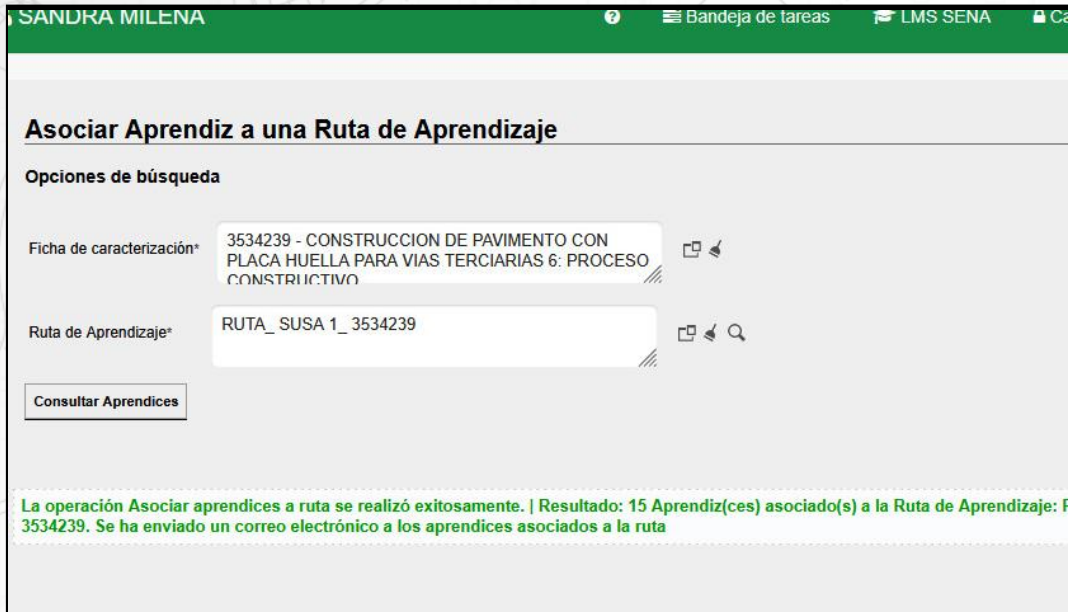 SANDRA MILENA
Bandeja de tareas
LMS SENA
Asociar Aprendiz a una Ruta de Aprendizaje
Opciones de búsqueda
Ficha de caracterización*
3534239 - CONSTRUCCION DE PAVIMENTO CON
PLACA HUELLA PARA VIAS TERCIARIAS 6: PROCESO
CONSTRUCTIVO
Ruta de Aprendizaje*
RUTA_ SUSA 1_ 3534239
Consultar Aprendices
La operación Asociar aprendices a ruta se realizó exitosamente. | Resultado: 15 Aprendiz(ces) asociado(s) a la Ruta de Aprendizaje:
3534239. Se ha enviado un correo electrónico a los aprendices asociados a la ruta